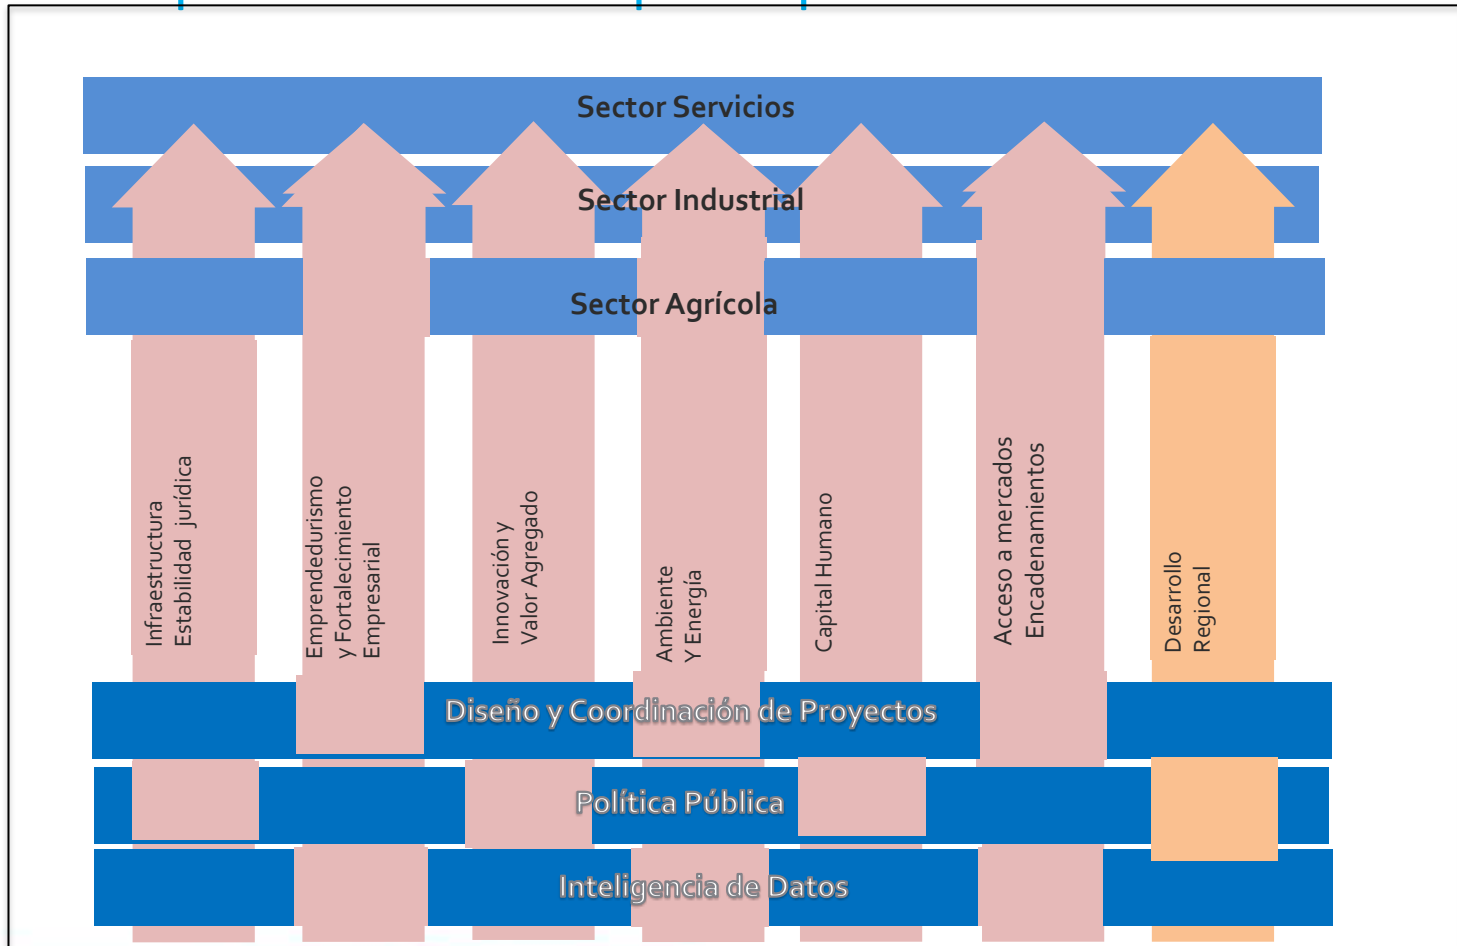 Sector Servicios
Sector Industrial
Sector Agrícola
Infraestructura
Estabilidad jurídica
Emprendedurismo
y Fortalecimiento
Empresarial
Innovación y
Valor Agregado
Ambiente
Y Energía
Capital Humano
Acceso a mercados
Encadenamientos
Desarrollo
Regional
Diseño y Coordinación de Proyectos
Política Pública
Inteligencia de Datos